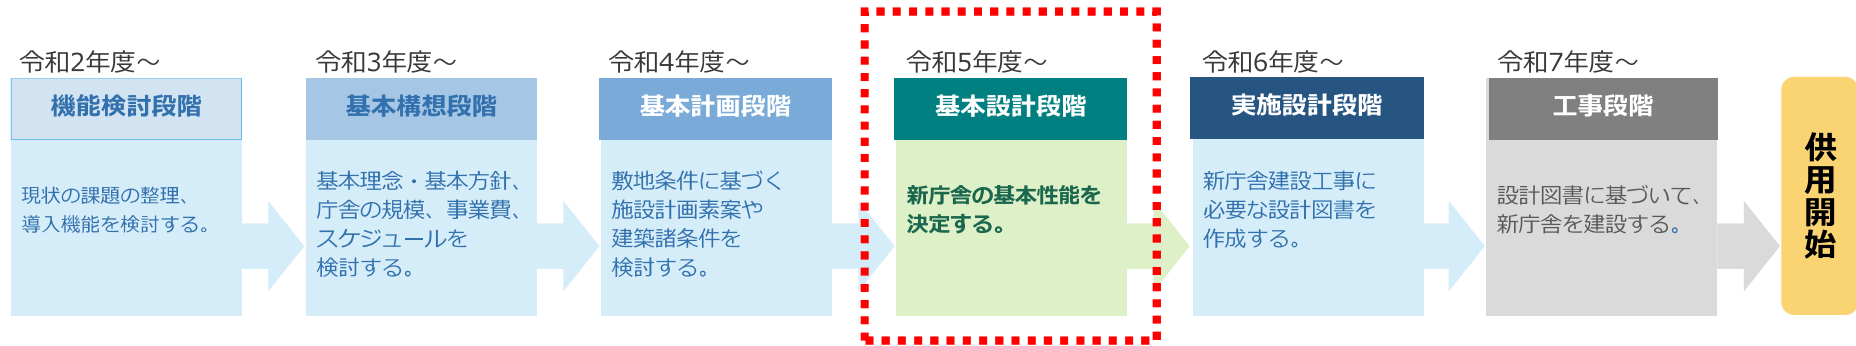 令和2年度～
機能検討段階
現状の課題の整理、
導入機能を検討する。
令和3年度～
基本構想段階
基本理念・基本方針、
庁舎の規模、事業費、
スケジュールを
検討する。
令和4年度～
基本計画段階
敷地条件に基づく
施設計画素案や
建築諸条件を
検討する。
令和5年度～
基本設計段階
新庁舎の基本性能を
決定する。
令和6年度～
実施設計段階
新庁舎建設工事に
必要な設計図書を
作成する。
令和7年度～
工事段階
設計図書に基づいて、
新庁舎を建設する。
供用開始